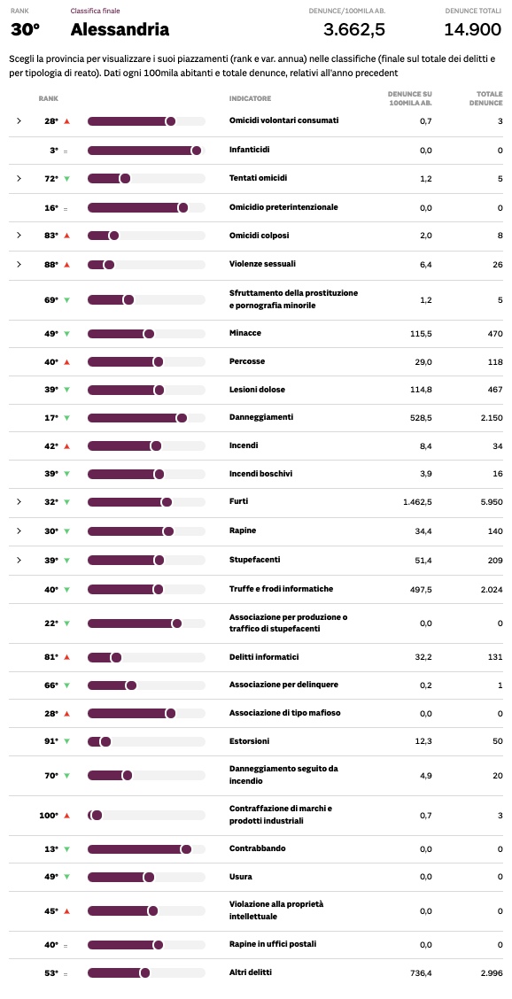 RANK Classifica finale DENUNCE/100MILA AB. DENUNCE TOTALI
30° Alessandria 3.662,5 14.900
Scegli la provincia per visualizzare i suoi piazzamenti (rank e var. annua) nelle classifiche (finale sul totale dei delitti e
per tipologia di reato). Dati ogni 100mila abitanti e totale denunce, relativi all'anno precedent
RANK INDICATORE DENUNCE SU 100MILA AB. TOTALE DENUNCE
28° Omicidi volontari consumati 0,7 3
3° = Infanticidi 0,0 0
72° Tentati omicidi 1,2 5
16° = Omicidio preterintenzionale 0,0 0
83° Omicidi colposi 2,0 8
88° Violenze sessuali 6,4 26
69° Sfruttamento della prostituzione e pornografia minorile 1,2 5
49° Minacce 115,5 470
40° Percosse 29,0 118
39° Lesioni dolose 114,8 467
17° Danneggiamenti 528,5 2.150
42° Incendi 8,4 34
39° Incendi boschivi 3,9 16
32° Furti 1.462,5 5.950
30° Rapine 34,4 140
39° Stupefacenti 51,4 209
40° Truffe e frodi informatiche 497,5 2.024
22° Associazione per produzione o traffico di stupefacenti 0,0 0
81° Delitti informatici 32,2 131
66° Associazione per delinquere 0,2 1
28° Associazione di tipo mafioso 0,0 0
91° Estorsioni 12,3 50
70° Danneggiamento seguito da incendio 4,9 20
100° Contraffazione di marchi e prodotti industriali 0,7 3
13° Contrabbando 0,0 0
49° Usura 0,0 0
45° Violazione alla proprietà intellettuale 0,0 0
40° = Rapine in uffici postali 0,0 0
53° = Altri delitti 736,4 2.996